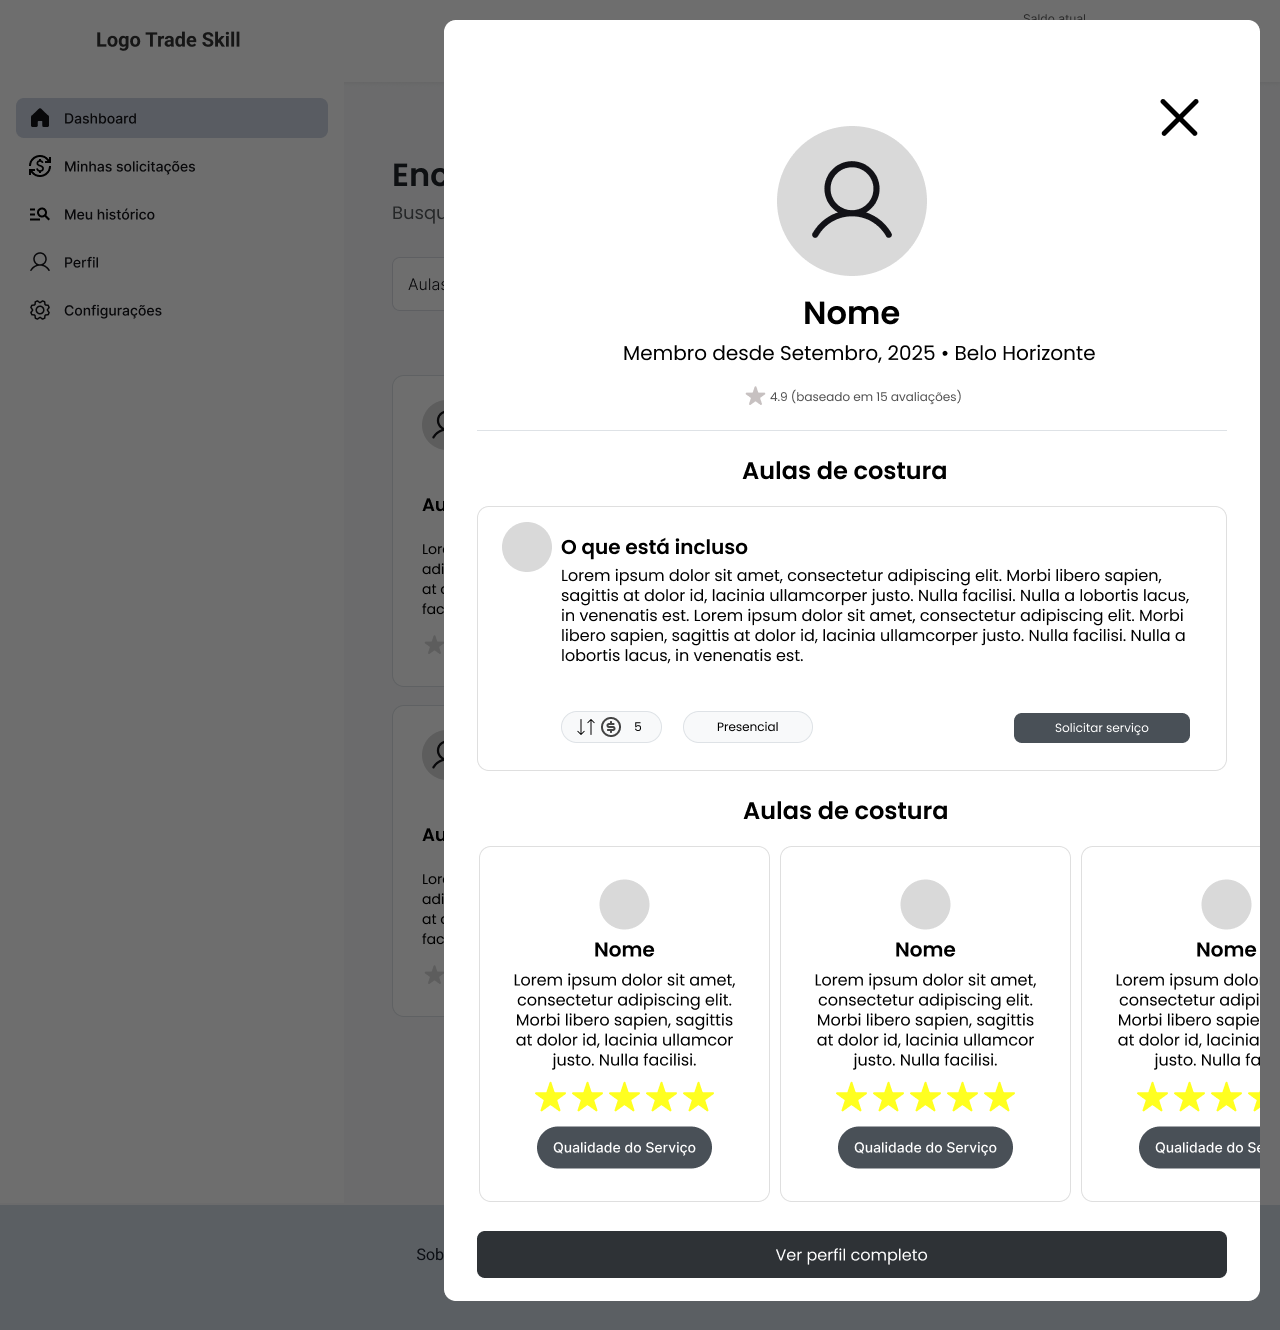 Logo Trade Skill
Saldo atual
Dashboard
Minhas solicitações
Meu histórico
Perfil
Configurações
Nome
Membro desde Setembro, 2025 • Belo Horizonte
4.9 (baseado em 15 avaliações)
Aulas de costura
O que está incluso
Lorem ipsum dolor sit amet, consectetur adipiscing elit. Morbi libero sapien,
sagittis at dolor id, lacinia ullamcorper justo. Nulla facilisi. Nulla a lobortis lacus,
in venenatis est. Lorem ipsum dolor sit amet, consectetur adipiscing elit. Morbi
libero sapien, sagittis at dolor id, lacinia ullamcorper justo. Nulla facilisi. Nulla a
lobortis lacus, in venenatis est.
5
Presencial
Solicitar serviço
Aulas de costura
Nome
Lorem ipsum dolor sit amet,
consectetur adipiscing elit.
Morbi libero sapien, sagittis
at dolor id, lacinia ullamcor
justo. Nulla facilisi.
Qualidade do Serviço
Nome
Lorem ipsum dolor sit amet,
consectetur adipiscing elit.
Morbi libero sapien, sagittis
at dolor id, lacinia ullamcor
justo. Nulla facilisi.
Qualidade do Serviço
Nome
Lorem ipsum dolo
consectetur adipi
Morbi libero sapie
at dolor id, lacinia
justo. Nulla fa
Qualidade do Se
Ver perfil completo
Enc
Busqu
Aulas
Au
Lor
adi
at
fac
Au
Lor
adi
at
fac
Sob